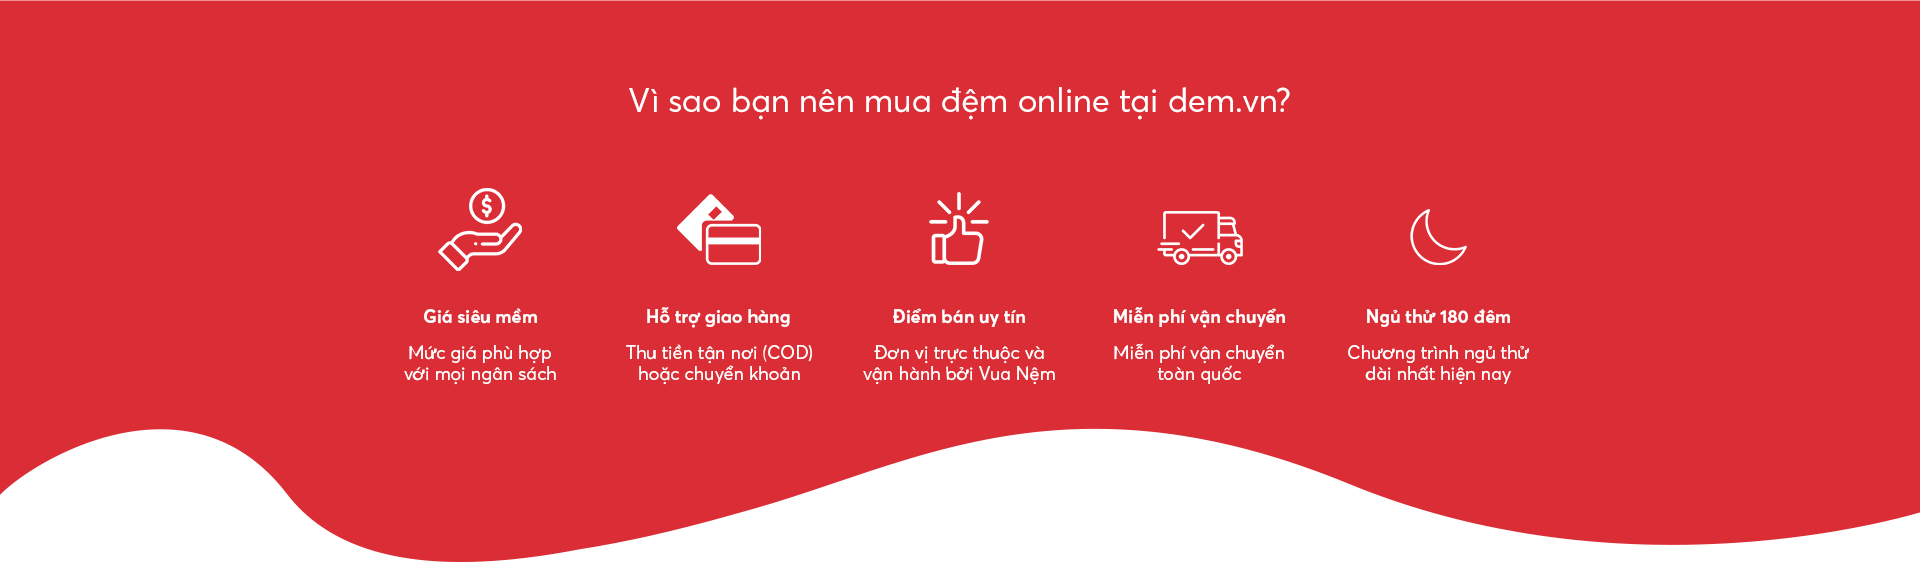 Vì sao bạn nên mua đệm online tại dem.vn?
Giá siêu mềm
Mức giá phù hợp
với mọi ngân sách
Hỗ trợ giao hàng
Thu tiền tận nơi (COD)
hoặc chuyển khoản
Điểm bán uy tín
Đơn vị trực thuộc và
vận hành bởi Vua Nệm
Miễn phí vận chuyển
Miễn phí vận chuyển
toàn quốc
Ngủ thử 180 đêm
Chương trình ngủ thử
dài nhất hiện nay